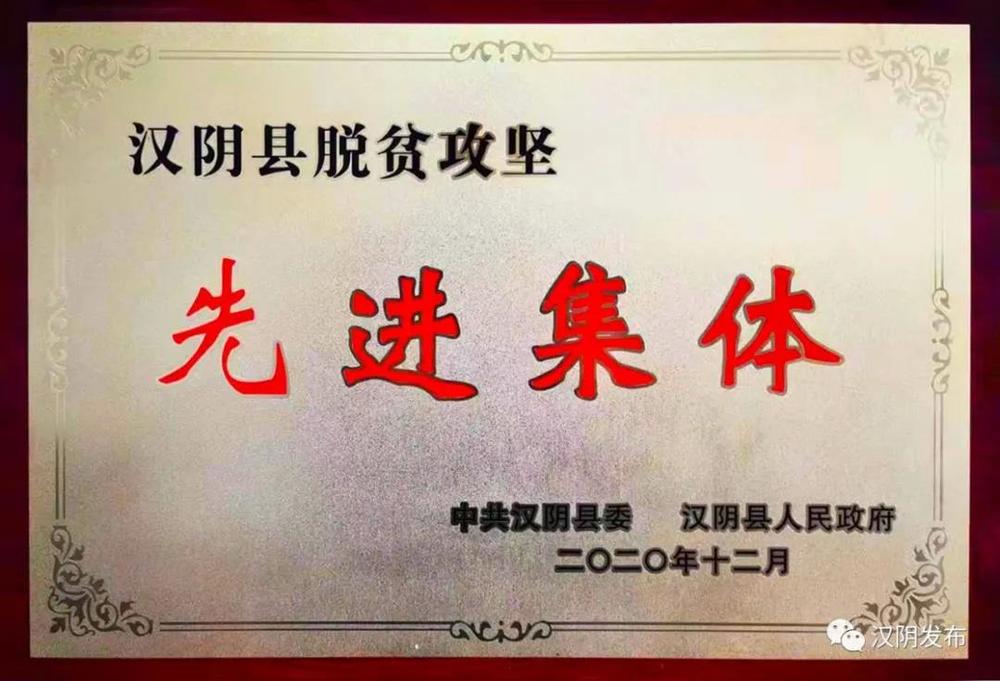 汉阴县脱贫攻坚
先进集体
中共汉阴县委 汉阴县人民政府
二〇二〇年十二月
汉阴发布